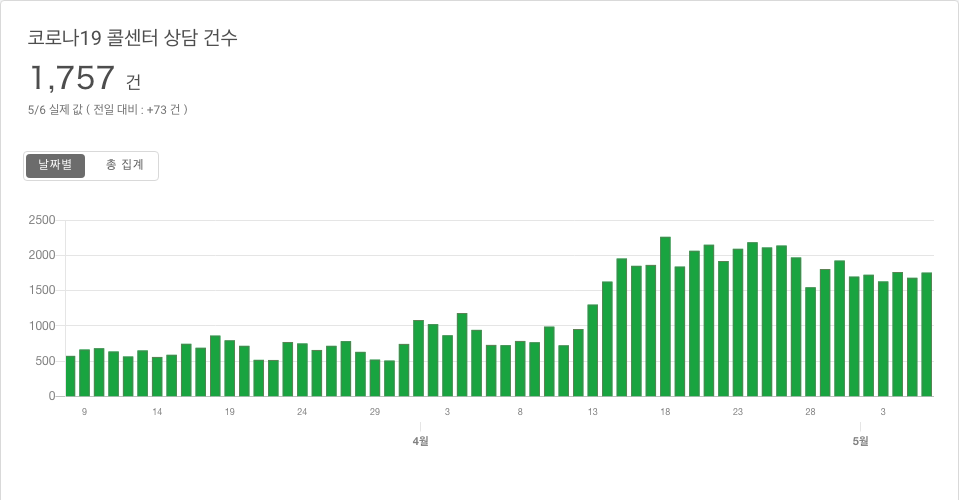 코로나19 콜센터 상담 건수
1,757 건
5/6 실제 값 ( 전일 대비 : +73 건 )
날짜별 총 집계
2500
2000
1500
1000
500
0
9 14 19 24 29 3 8 13 18 23 28 3
4월 5월